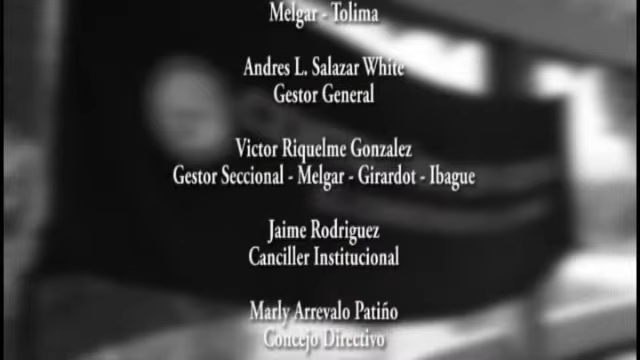 Melgar - Tolima
Andres L. Salazar White
Gestor General
Victor Riquelme Gonzalez
Gestor Seccional - Melgar - Girardot - Ibague
Jaime Rodriguez
Canciller Institucional
Marly Arrevalo Patiño
Concejo Directivo